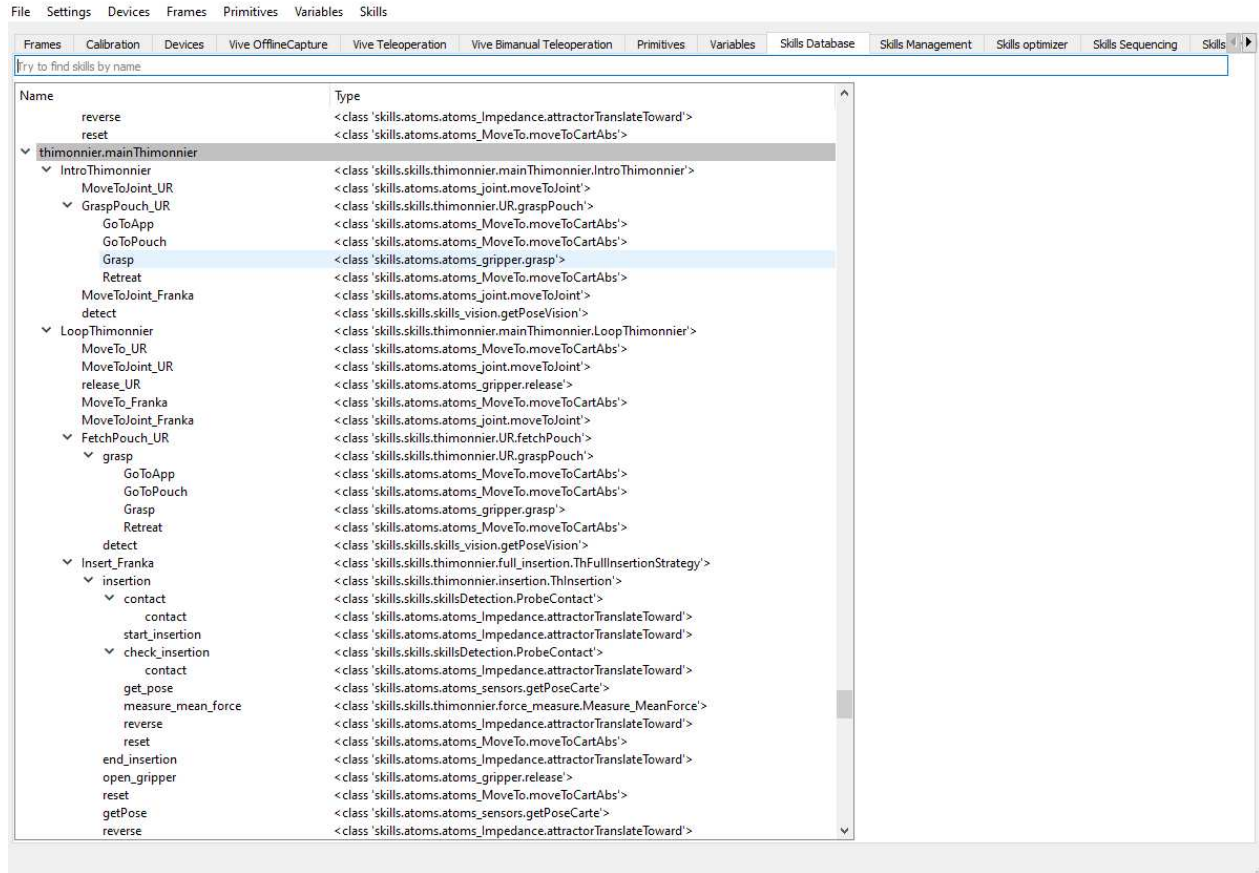 File Settings Devices Frames Primitives Variables Skills
Frames Calibration Devices Vive OfflineCapture Vive Teleoperation Vive Bimanual Teleoperation Primitives Variables Skills Database Skills Management Skills optimizer Skills Sequencing Skills
Try to find skills by name
Name Type
reverse <class 'skills.atoms.atoms_Impedance.attractorTranslateToward'>
reset <class 'skills.atoms.atoms_MoveTo.moveToCartAbs'>
thimonnier.mainThimonnier
IntroThimonnier <class 'skills.skills.thimonnier.mainThimonnier.IntroThimonnier'>
MoveToJoint_UR <class 'skills.atoms.atoms_joint.moveToJoint'>
GraspPouch_UR <class 'skills.skills.thimonnier.UR.graspPouch'>
GoToApp <class 'skills.atoms.atoms_MoveTo.moveToCartAbs'>
GoToPouch <class 'skills.atoms.atoms_MoveTo.moveToCartAbs'>
Grasp <class 'skills.atoms.atoms_gripper.grasp'>
Retreat <class 'skills.atoms.atoms_MoveTo.moveToCartAbs'>
MoveToJoint_Franka <class 'skills.atoms.atoms_joint.moveToJoint'>
detect <class 'skills.skills.skills_vision.getPoseVision'>
LoopThimonnier <class 'skills.skills.thimonnier.mainThimonnier.LoopThimonnier'>
MoveTo_UR <class 'skills.atoms.atoms_MoveTo.moveToCartAbs'>
MoveToJoint_UR <class 'skills.atoms.atoms_joint.moveToJoint'>
release_UR <class 'skills.atoms.atoms_gripper.release'>
MoveTo_Franka <class 'skills.atoms.atoms_MoveTo.moveToCartAbs'>
MoveToJoint_Franka <class 'skills.atoms.atoms_joint.moveToJoint'>
FetchPouch_UR <class 'skills.skills.thimonnier.UR.fetchPouch'>
grasp <class 'skills.skills.thimonnier.UR.graspPouch'>
GoToApp <class 'skills.atoms.atoms_MoveTo.moveToCartAbs'>
GoToPouch <class 'skills.atoms.atoms_MoveTo.moveToCartAbs'>
Grasp <class 'skills.atoms.atoms_gripper.grasp'>
Retreat <class 'skills.atoms.atoms_MoveTo.moveToCartAbs'>
detect <class 'skills.skills.skills_vision.getPoseVision'>
Insert_Franka <class 'skills.skills.thimonnier.full_insertion.ThFullInsertionStrategy'>
insertion <class 'skills.skills.thimonnier.insertion.ThInsertion'>
contact <class 'skills.skills.skillsDetection.ProbeContact'>
contact <class 'skills.atoms.atoms_Impedance.attractorTranslateToward'>
start_insertion <class 'skills.atoms.atoms_Impedance.attractorTranslateToward'>
check_insertion <class 'skills.skills.skillsDetection.ProbeContact'>
contact <class 'skills.atoms.atoms_Impedance.attractorTranslateToward'>
get_pose <class 'skills.atoms.atoms_sensors.getPoseCarte'>
measure_mean_force <class 'skills.skills.thimonnier.force_measure.Measure_MeanForce'>
reverse <class 'skills.atoms.atoms_Impedance.attractorTranslateToward'>
reset <class 'skills.atoms.atoms_MoveTo.moveToCartAbs'>
end_insertion <class 'skills.atoms.atoms_Impedance.attractorTranslateToward'>
open_gripper <class 'skills.atoms.atoms_gripper.release'>
reset <class 'skills.atoms.atoms_MoveTo.moveToCartAbs'>
getPose <class 'skills.atoms.atoms_sensors.getPoseCarte'>
reverse <class 'skills.atoms.atoms_Impedance.attractorTranslateToward'>